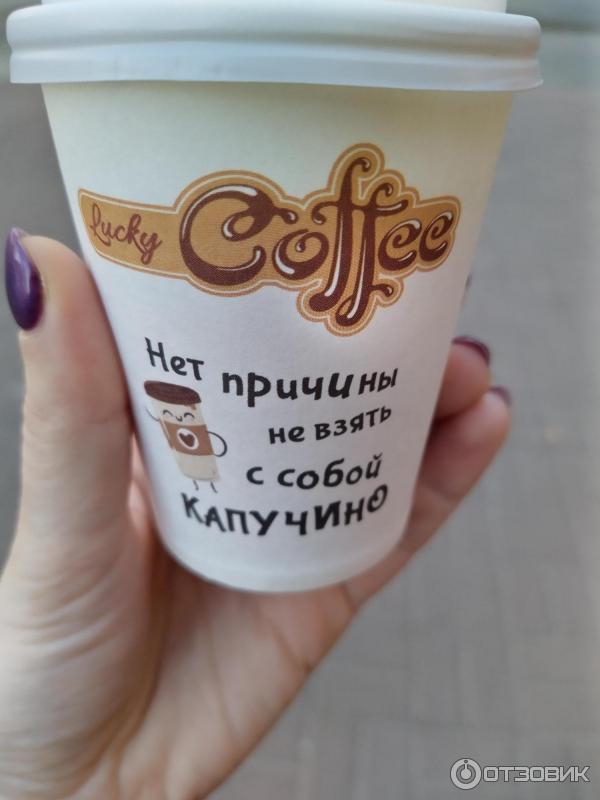 Lucky Coffee
Нет причины
не взять
с собой
КАПУЧИНО
ОТЗОВИК